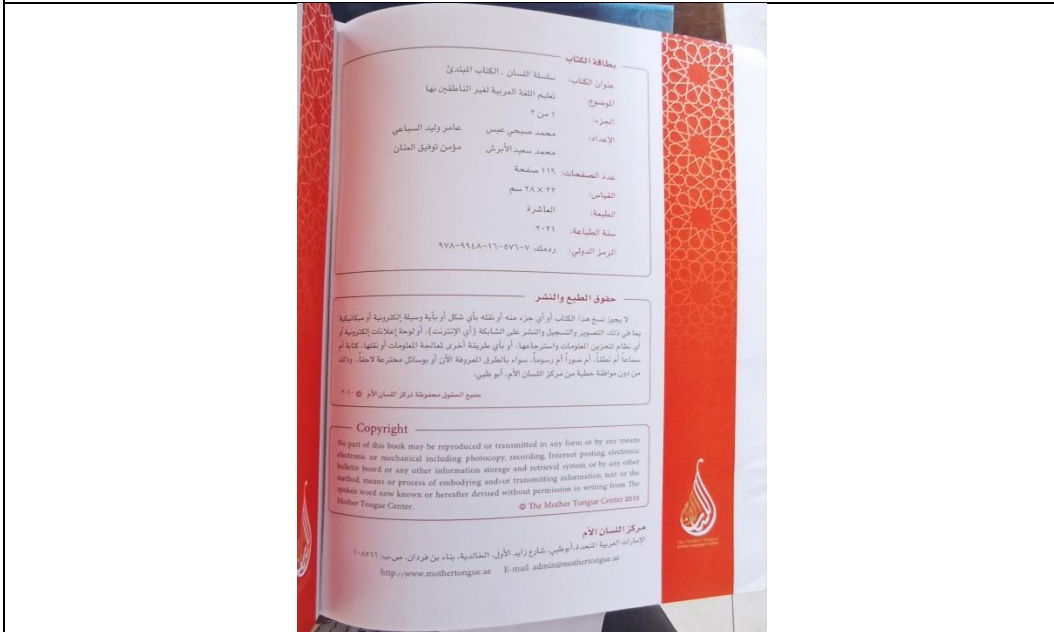 بطاقة الكتاب
عنوان الكتاب: سلسلة اللسان . الكتاب المبتدئ
الموضوع: تعليم اللغة العربية لغير الناطقين بها
الجزء: ١ من ٢
الإعداد: محمد صبحي عبس عامر وليد السباعي
محمد سعيد الأبرش مؤمن توفيق العنان
عدد الصفحات: ١١٩ صفحة
القياس: ٢٢ × ٢٨ سم
الطبعة: العاشرة
سنة الطباعة: ٢٠٢١
الرمز الدولي: ردمك ٧-٥٧٦-١٦-٩٩٤٨-٩٧٨
حقوق الطبع والنشر
لا يجوز نسخ هذا الكتاب أو أي جزء منه أو نقله بأي شكل أو بأية وسيلة إلكترونية أو ميكانيكية
بما في ذلك التصوير والتسجيل والنشر على الشابكة (أي الإنترنت)، أو لوحة إعلانات إلكترونية أو
أي نظام لتخزين المعلومات واسترجاعها، أو بأي طريقة أخرى لمعالجة المعلومات أو نقلها. كتابة أم
سماعاً أم نطقاً، أم صوراً أم رسوماً، سواء بالطرق المعروفة الآن أو بوسائل مخترعة لاحقاً، وذلك
من دون موافقة خطية من مركز اللسان الأم، أبو ظبي.
جميع الحقوق محفوظة لمركز اللسان الأم © ٢٠١٠
Copyright
No part of this book may be reproduced or transmitted in any form or by any means
electronic or mechanical including photocopy, recording, Internet posting, electronic
bulletin board or any other information storage and retrieval system, or by any other
method, means or process of embodying and/or transmitting information, text or the
spoken word now known or hereafter devised without permission in writing from The
Mother Tongue Center. © The Mother Tongue Center 2010
مركز اللسان الأم
الإمارات العربية المتحدة، أبوظبي، شارع زايد الأول، الخالدية، بناء بن فردان، ص.ب: ١٠٨٥٦٦
http://www.mothertongue.ae E-mail: admin@mothertongue.ae
The Mother Tongue